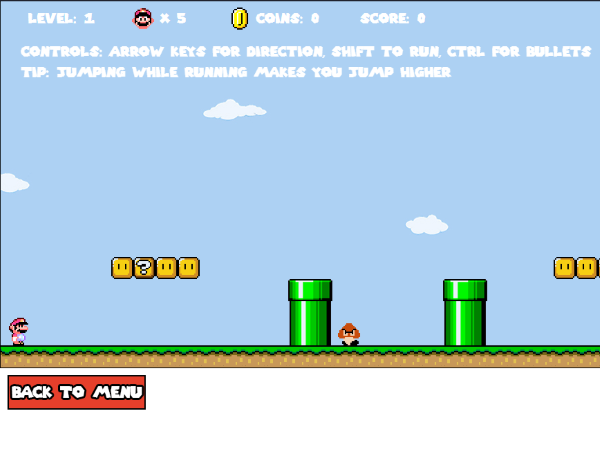 LEVEL: 1 x 5 COINS: 0 SCORE: 0
CONTROLS: ARROW KEYS FOR DIRECTION, SHIFT TO RUN, CTRL FOR BULLETS
TIP: JUMPING WHILE RUNNING MAKES YOU JUMP HIGHER
?
BACK TO MENU